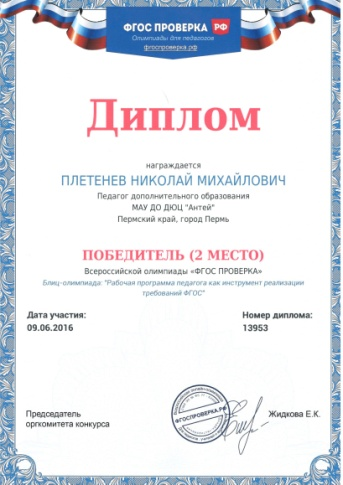 ФГОС ПРОВЕРКА РФ
Олимпиады для педагогов
фгоспроверка.рф
Диплом
награждается
ПЛЕТЕНЕВ НИКОЛАЙ МИХАЙЛОВИЧ
Педагог дополнительного образования
МАУ ДО ДЮЦ "Антей"
Пермский край, город Пермь
ПОБЕДИТЕЛЬ (2 МЕСТО)
Всероссийской олимпиады «ФГОС ПРОВЕРКА»
Блиц-олимпиада: "Рабочая программа педагога как инструмент реализации
требований ФГОС"
Дата участия:
09.06.2016
Номер диплома:
13953
Председатель
оргкомитета конкурса
ФГОСПРОВЕРКА.РФ
Жидкова Е.К.